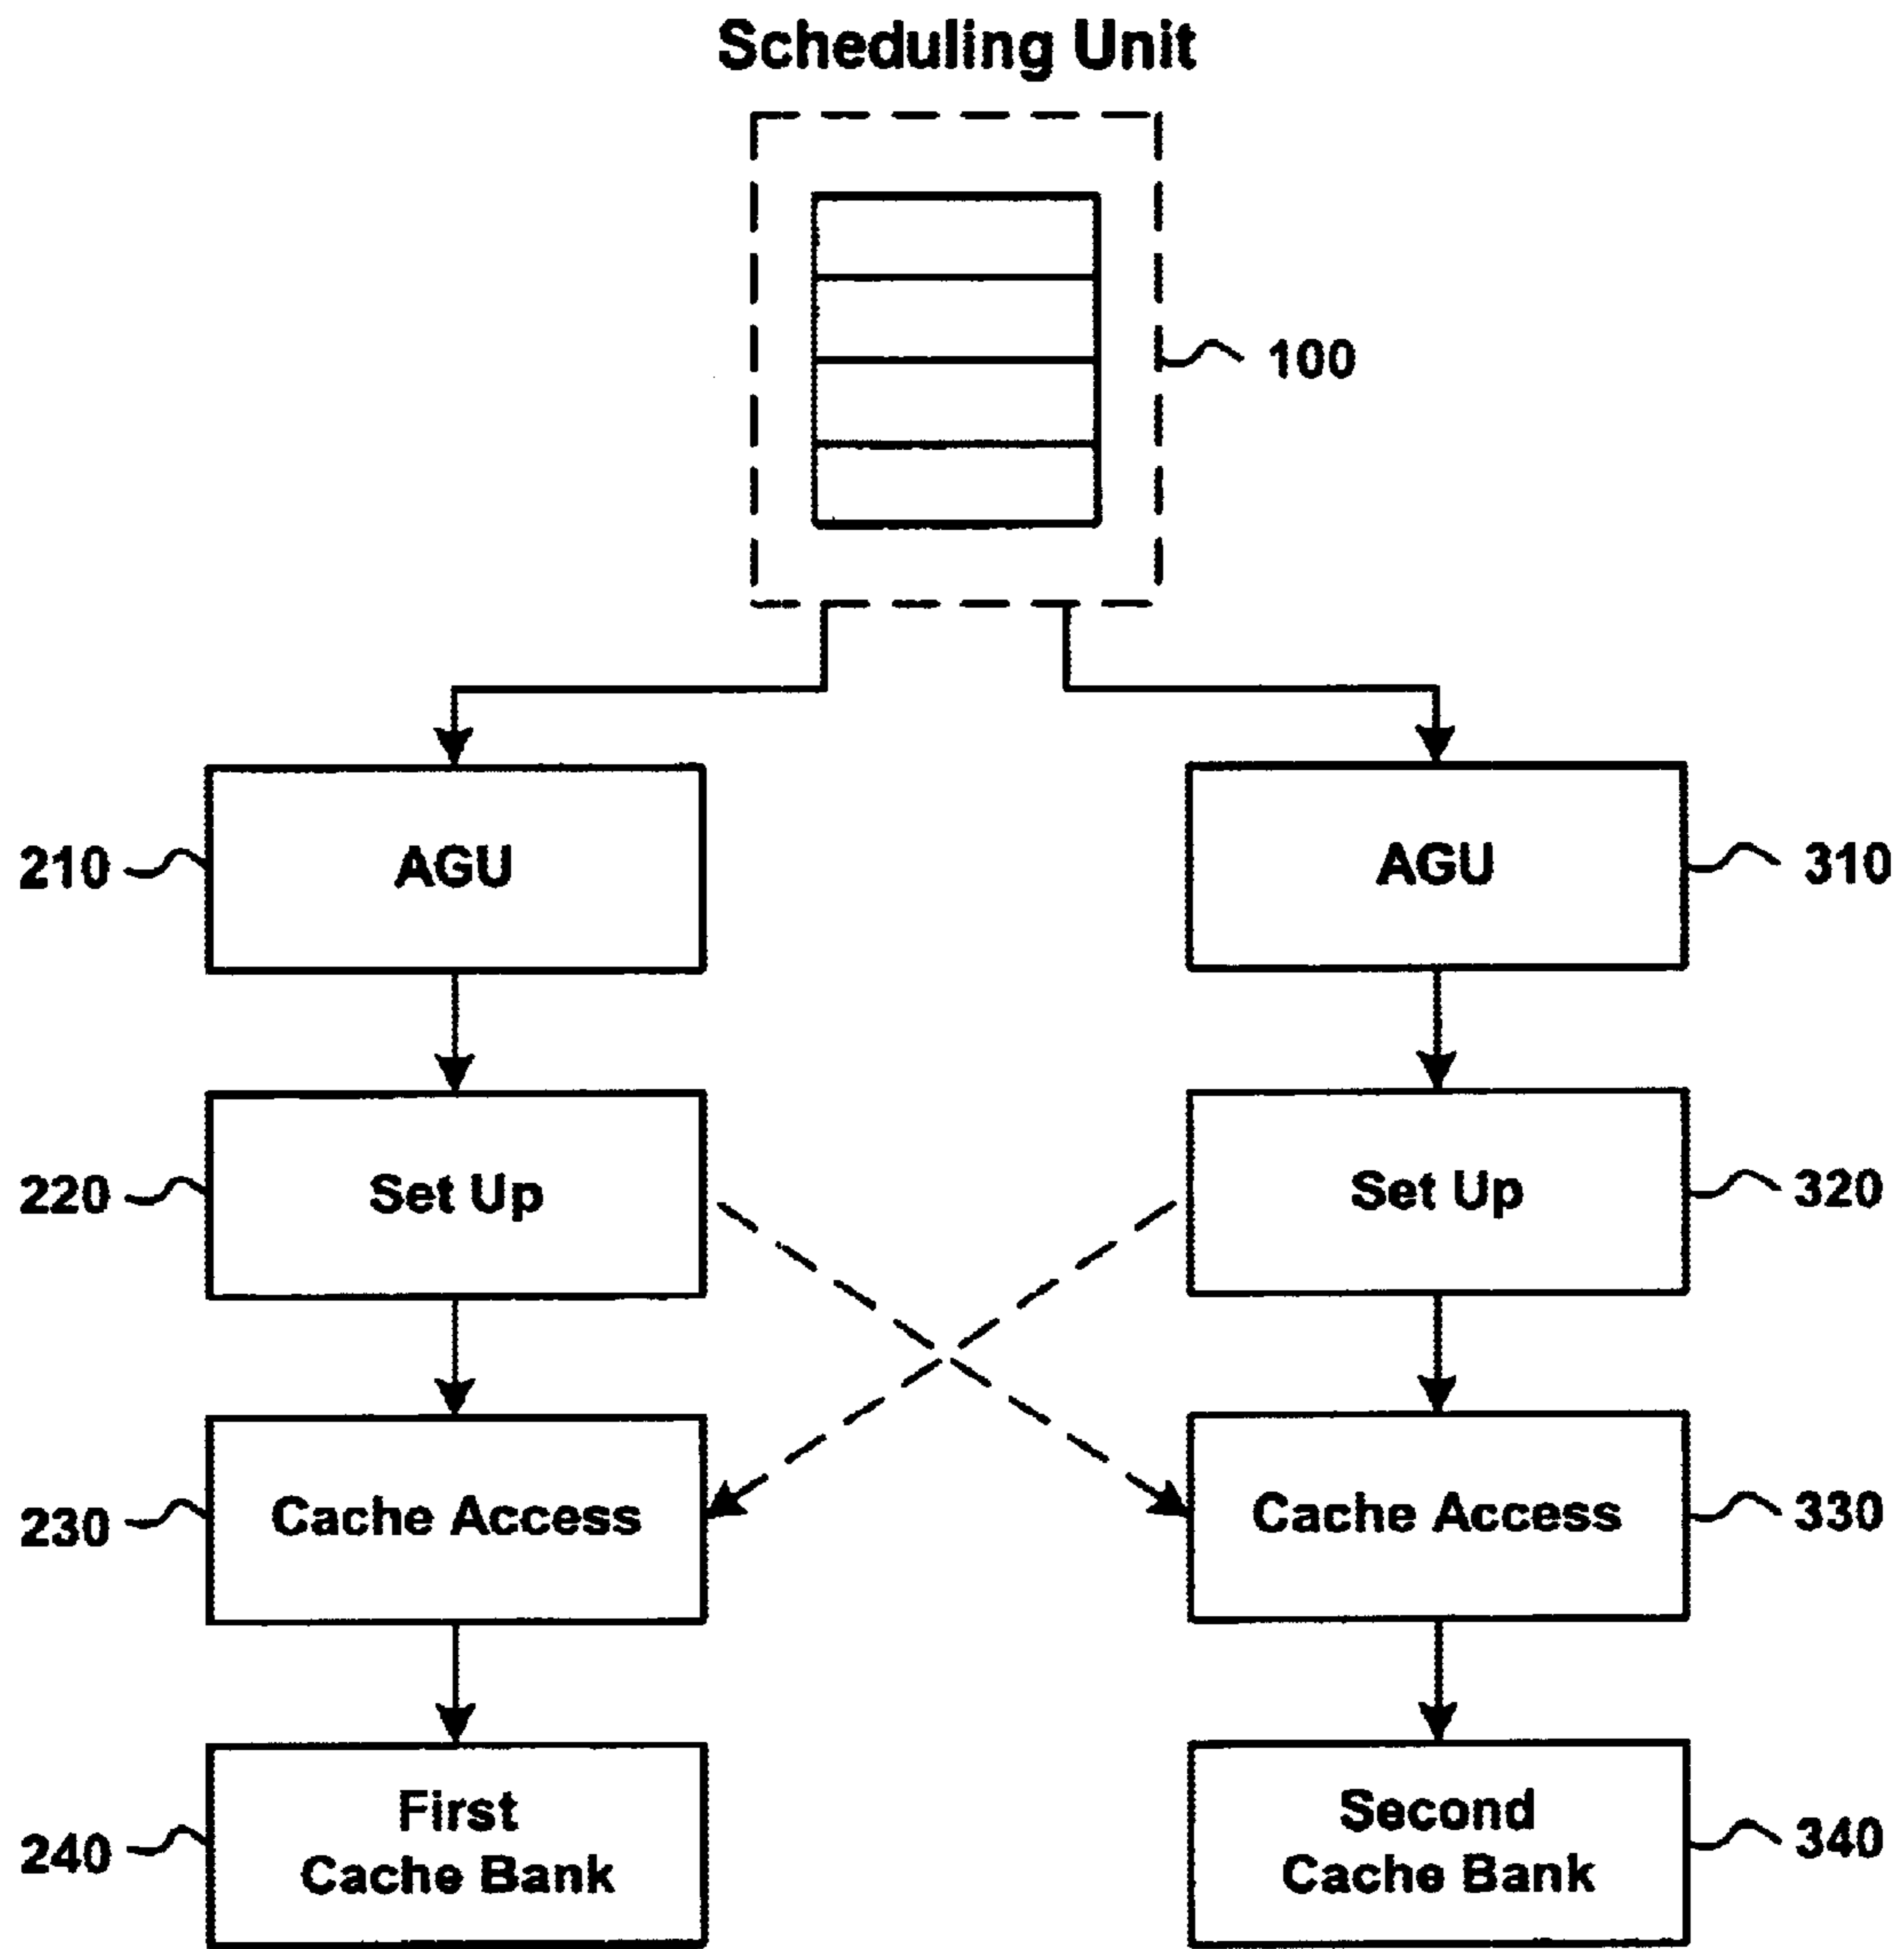 Scheduling Unit
100
210
AGU
AGU
310
220
Set Up
Set Up
320
230
Cache Access
Cache Access
330
240
First
Cache Bank
Second
Cache Bank
340